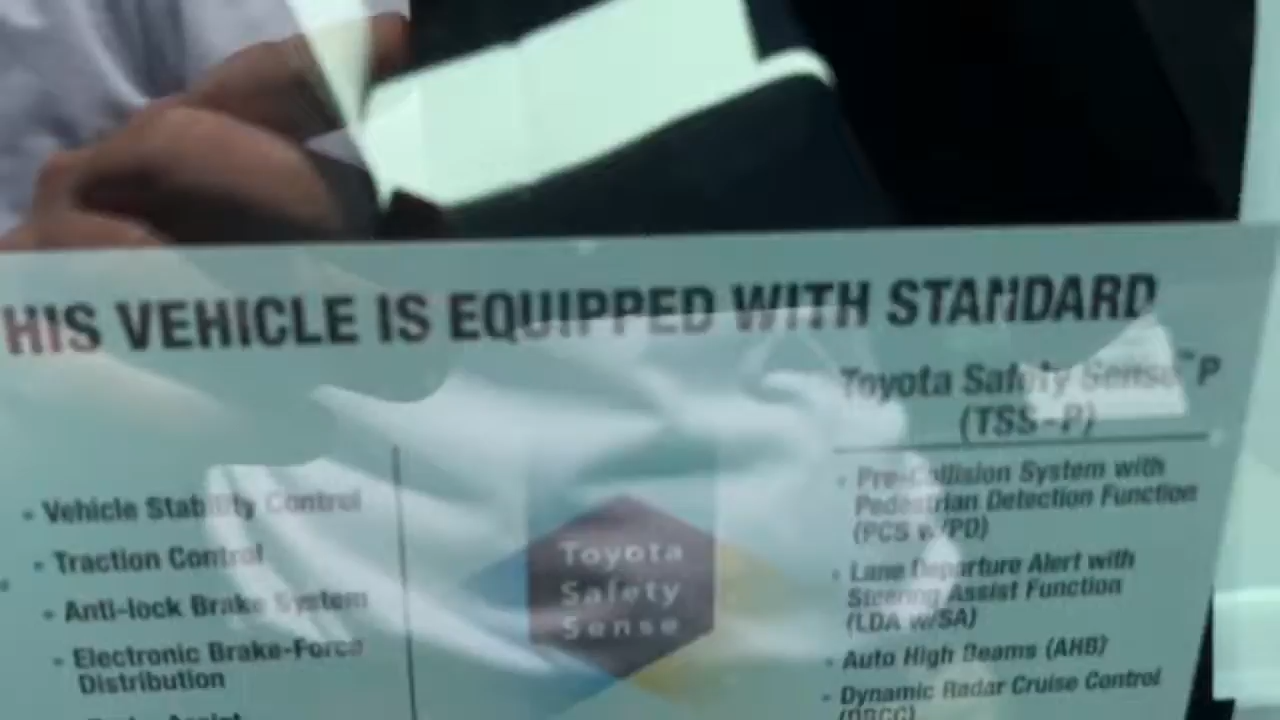 HIS VEHICLE IS EQUIPPED WITH STANDARD
Toyota Safety Sense™ P
(TSS-P)
- Vehicle Stability Control
- Traction Control
- Anti-lock Brake System
- Electronic Brake-Force
Distribution
Toyota
Safety
Sense
- Pre-Collision System with
Pedestrian Detection Function
(PCS w/PD)
- Lane Departure Alert with
Steering Assist Function
(LDA w/SA)
- Auto High Beams (AHB)
- Dynamic Radar Cruise Control
(DRCC)